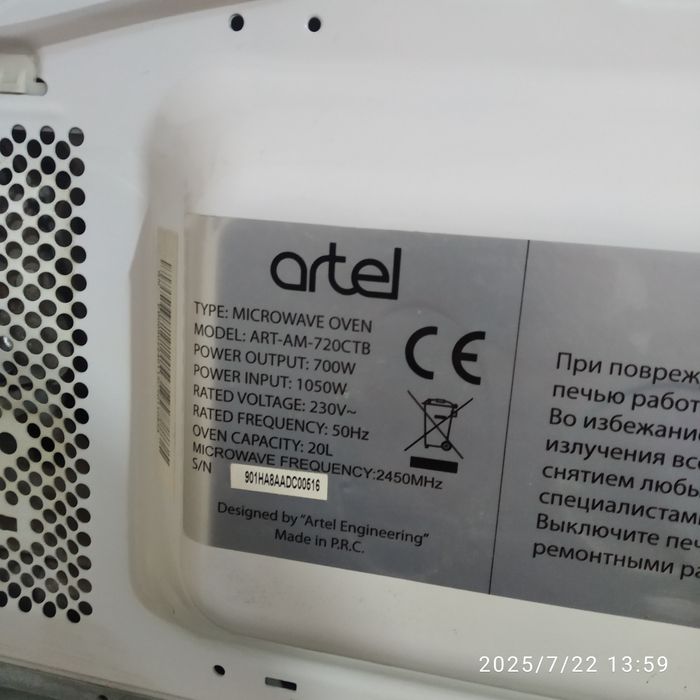 artel
TYPE: MICROWAVE OVEN
MODEL: ART-AM-720CTB
POWER OUTPUT: 700W
POWER INPUT: 1050W
RATED VOLTAGE: 230V~
RATED FREQUENCY: 50Hz
OVEN CAPACITY: 20L
MICROWAVE FREQUENCY:2450MHz
S/N 901HA8AADC00516
Designed by "Artel Engineering"
Made in P.R.C.
CE
При
печью
Во
излучения
снятием
Выключите
2025/7/22 13:59